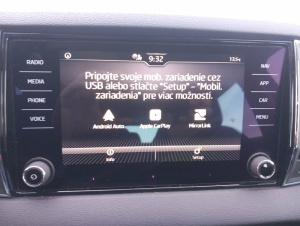 9:32
RADIO
MEDIA
PHONE
VOICE
Pripojte svoje mob. zariadenie cez
USB alebo stlačte "Setup" - "Mobil.
zariadenia" pre viac možností.
Android Auto
Apple CarPlay
MirrorLink
Info
Setup
NAV
APP
CAR
MENU